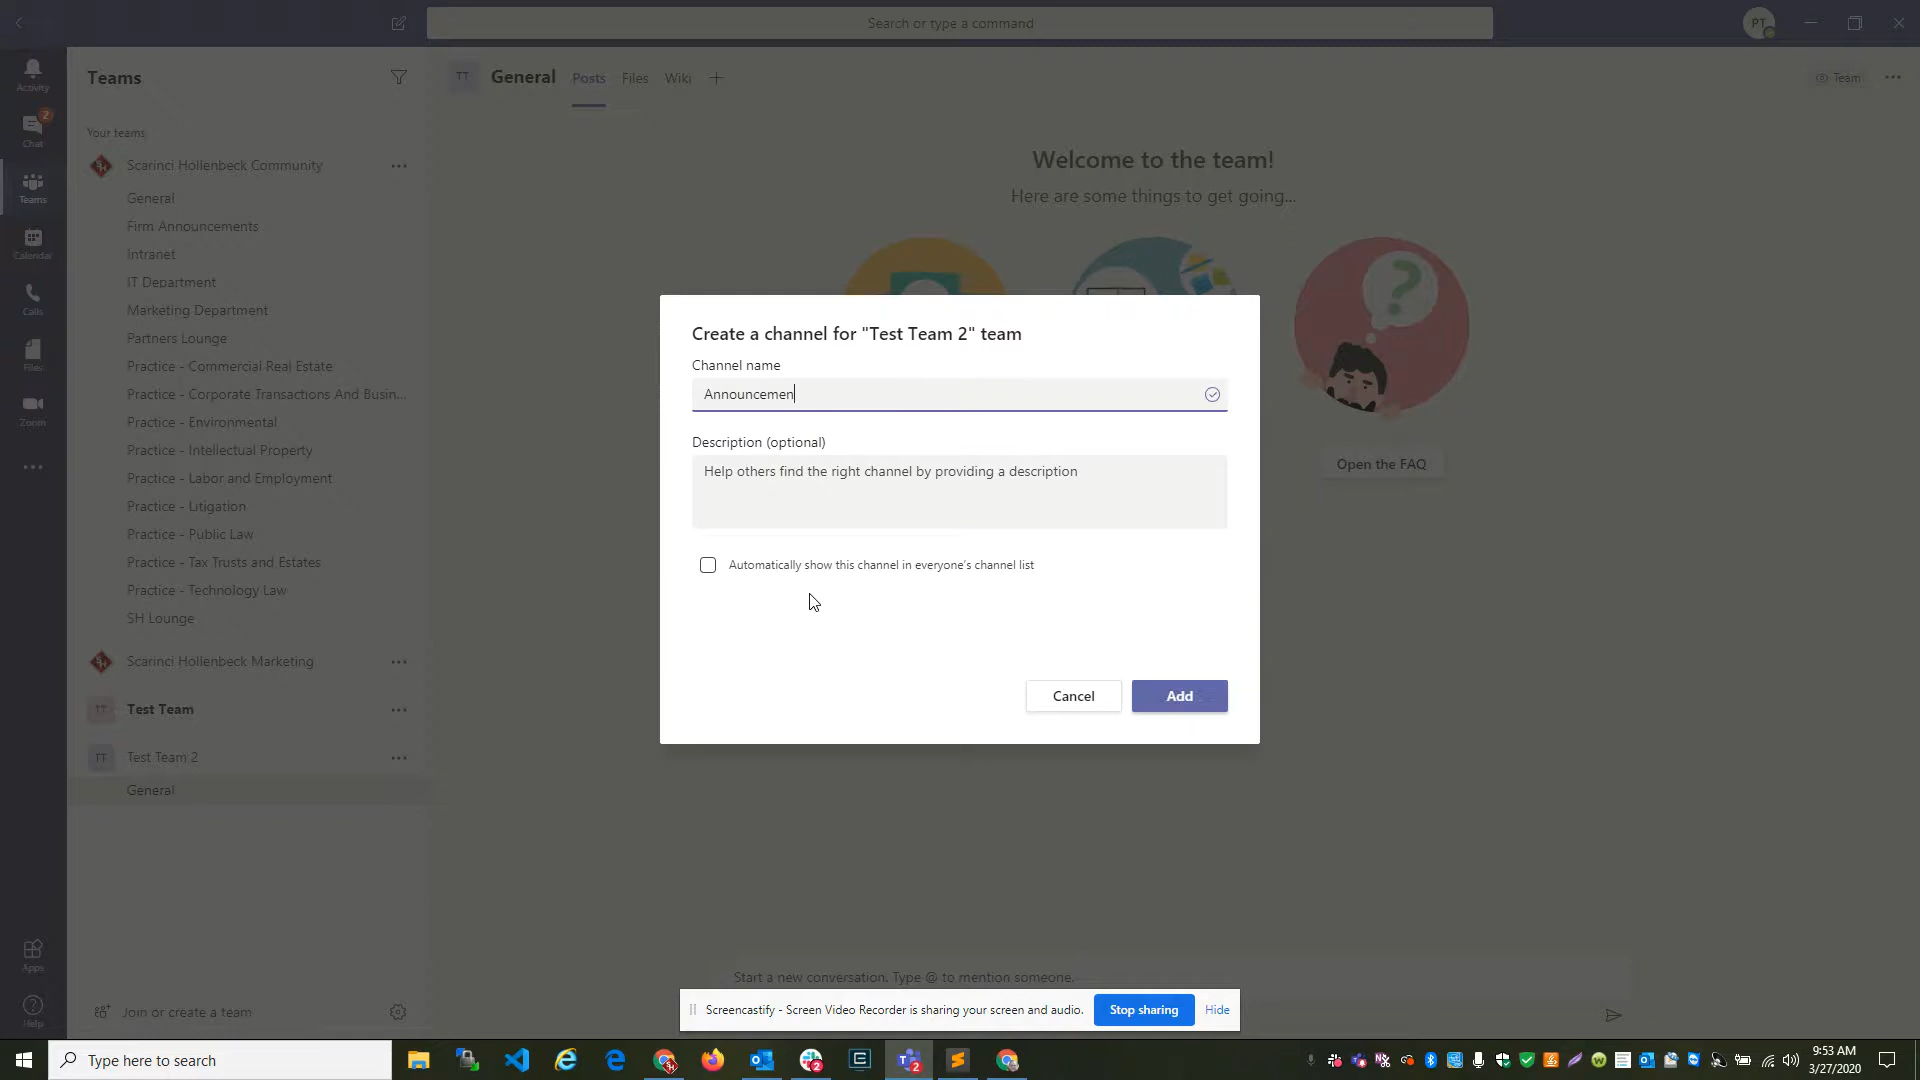 Search or type a command
PT
Activity
2
Chat
Teams
Calendar
Calls
Files
Zoom
Apps
Help
Teams
Your teams
Scarinci Hollenbeck Community
General
Firm Announcements
Intranet
IT Department
Marketing Department
Partners Lounge
Practice - Commercial Real Estate
Practice - Corporate Transactions And Busin...
Practice - Environmental
Practice - Intellectual Property
Practice - Labor and Employment
Practice - Litigation
Practice - Public Law
Practice - Tax Trusts and Estates
Practice - Technology Law
SH Lounge
Scarinci Hollenbeck Marketing
TT Test Team
TT Test Team 2
General
Join or create a team
TT General Posts Files Wiki
Team
Welcome to the team!
Here are some things to get going...
Open the FAQ
Create a channel for "Test Team 2" team
Channel name
Announcemen
Description (optional)
Help others find the right channel by providing a description
Automatically show this channel in everyone's channel list
Cancel Add
Start a new conversation. Type @ to mention someone.
Screencastify - Screen Video Recorder is sharing your screen and audio. Stop sharing Hide
Type here to search
2
2
9:53 AM
3/27/2020